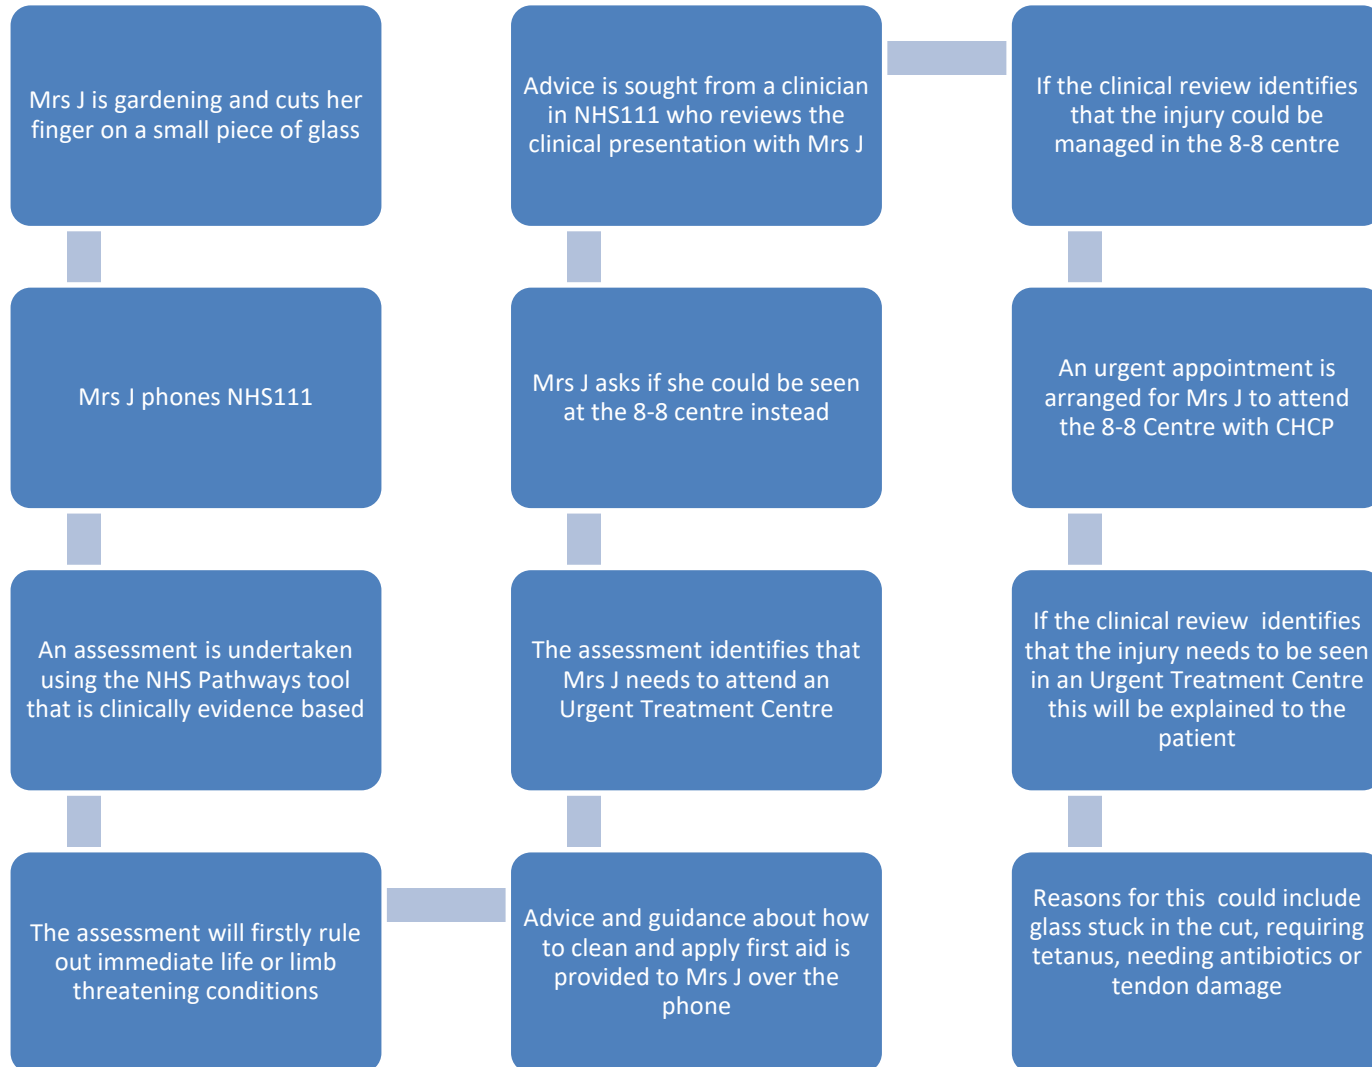 Mrs J is gardening and cuts her
finger on a small piece of glass
Mrs J phones NHS111
An assessment is undertaken
using the NHS Pathways tool
that is clinically evidence based
The assessment will firstly rule
out immediate life or limb
threatening conditions
Advice and guidance about how
to clean and apply first aid is
provided to Mrs J over the
phone
The assessment identifies that
Mrs J needs to attend an
Urgent Treatment Centre
Mrs J asks if she could be seen
at the 8-8 centre instead
Advice is sought from a clinician
in NHS111 who reviews the
clinical presentation with Mrs J
If the clinical review identifies
that the injury could be
managed in the 8-8 centre
An urgent appointment is
arranged for Mrs J to attend
the 8-8 Centre with CHCP
If the clinical review identifies
that the injury needs to be seen
in an Urgent Treatment Centre
this will be explained to the
patient
Reasons for this could include
glass stuck in the cut, requiring
tetanus, needing antibiotics or
tendon damage